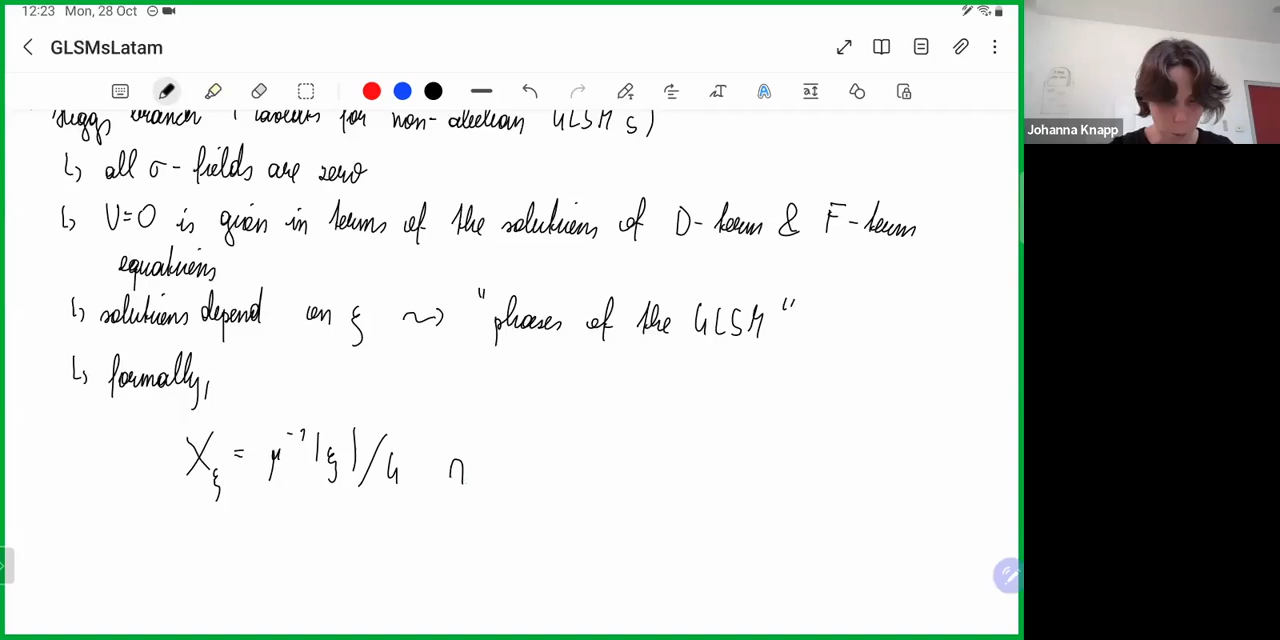 12:23 Mon, 28 Oct
GLSMsLatam
Johanna Knapp
Higgs branch ( for non-abelian GLSMs)
↳ all σ-fields are zero
↳ U=0 is given in terms of the solutions of D-term & F-term
equations
↳ solutions depend on ξ ⇝ "phases of the GLSM"
↳ formally,
X_ξ = μ⁻¹(ξ)/G ∩